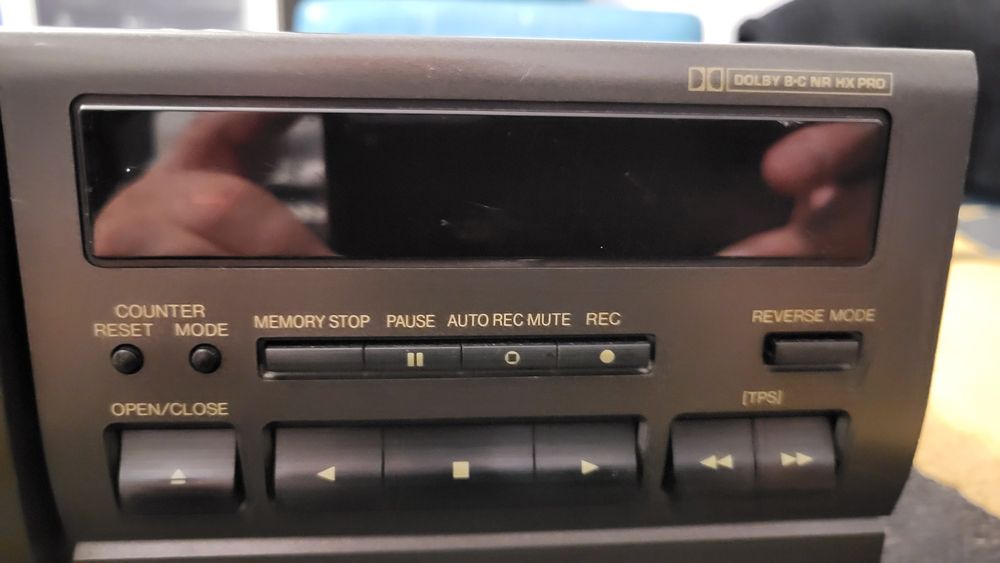 DOLBY B·C NR HX PRO
COUNTER
RESET MODE
MEMORY STOP PAUSE AUTO REC MUTE REC
REVERSE MODE
OPEN/CLOSE
[TPS]